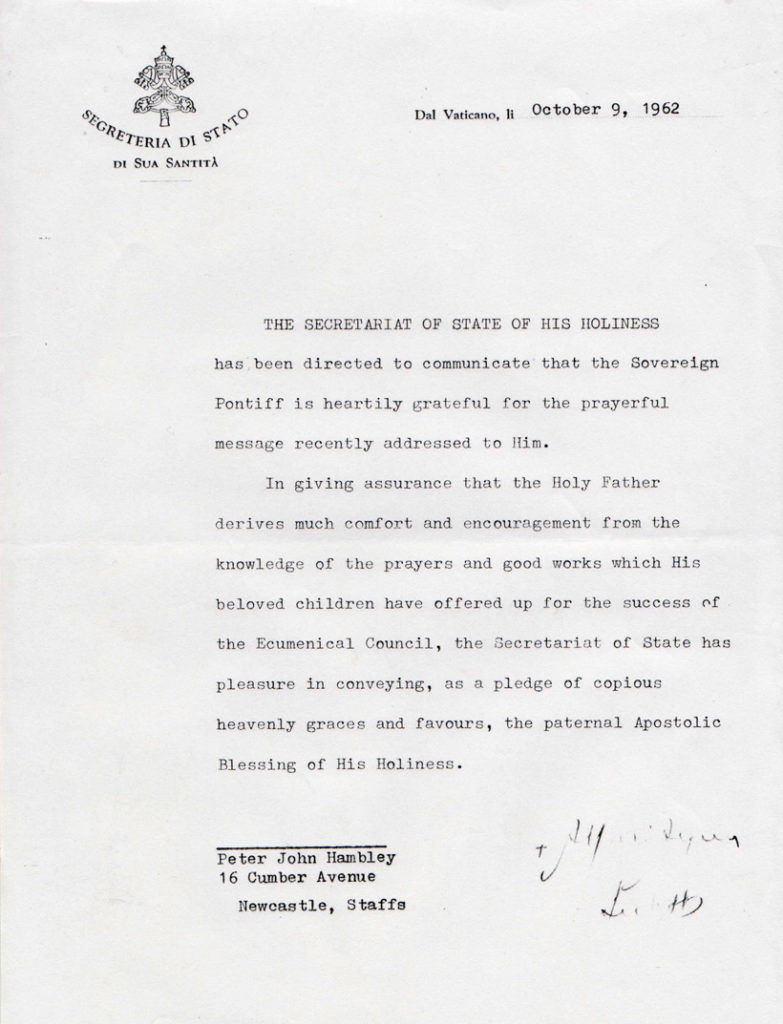 SEGRETERIA DI STATO
DI SUA SANTITÀ
Dal Vaticano, li October 9, 1962
THE SECRETARIAT OF STATE OF HIS HOLINESS
has been directed to communicate that the Sovereign
Pontiff is heartily grateful for the prayerful
message recently addressed to Him.
In giving assurance that the Holy Father
derives much comfort and encouragement from the
knowledge of the prayers and good works which His
beloved children have offered up for the success of
the Ecumenical Council, the Secretariat of State has
pleasure in conveying, as a pledge of copious
heavenly graces and favours, the paternal Apostolic
Blessing of His Holiness.
Peter John Hambley
16 Cumber Avenue
Newcastle, Staffs